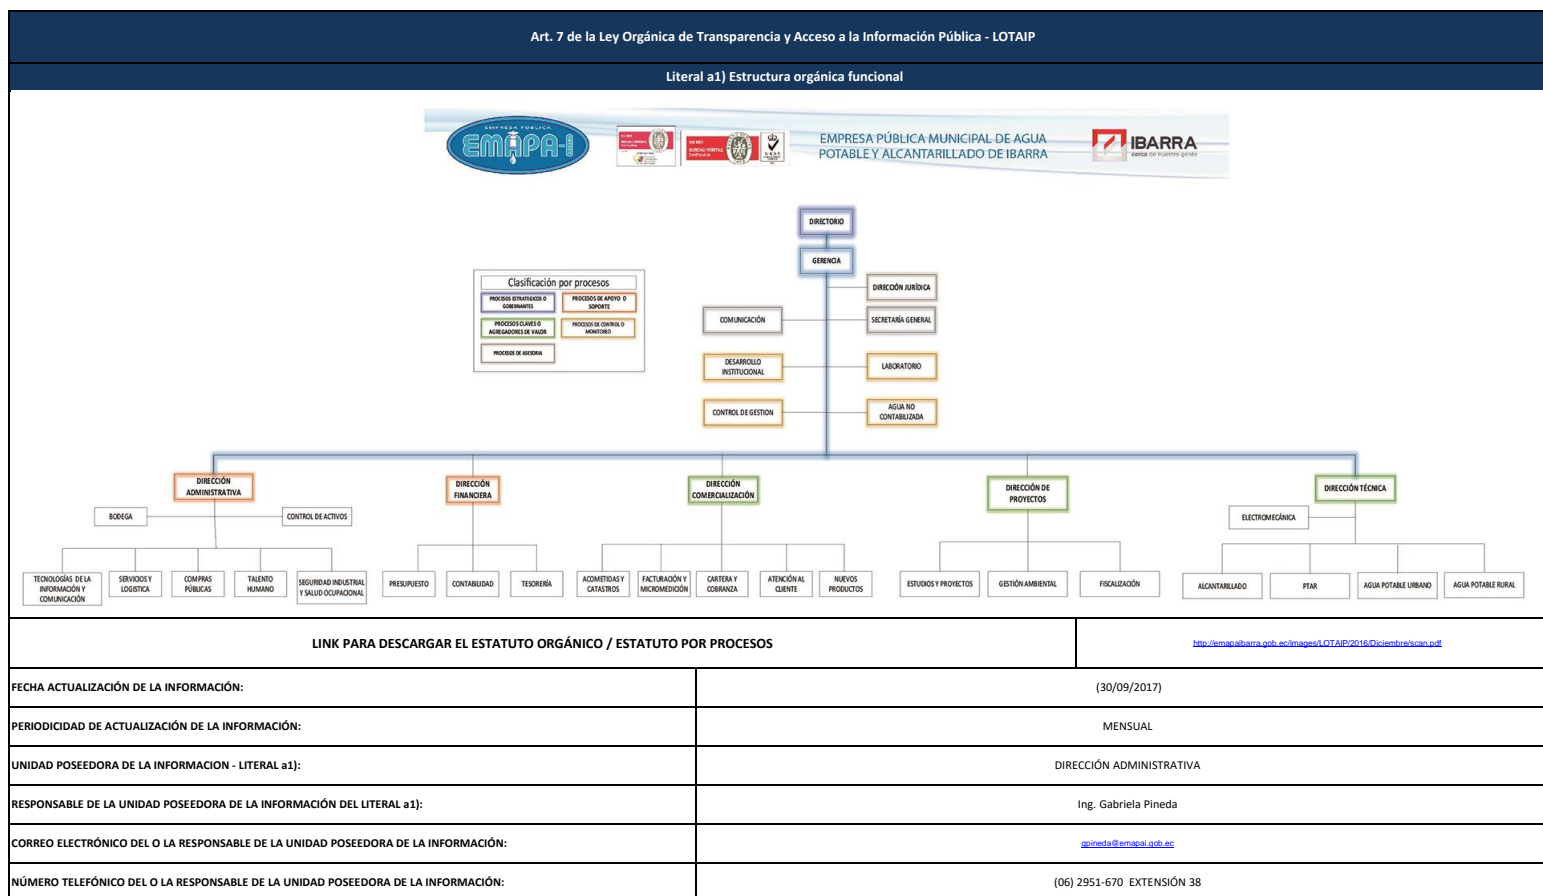 Art. 7 de la Ley Orgánica de Transparencia y Acceso a la Información Pública - LOTAIP
Literal a1) Estructura orgánica funcional
EMPRESA PÚBLICA
EMAPA-I
EMPRESA PÚBLICA MUNICIPAL DE AGUA
POTABLE Y ALCANTARILLADO DE IBARRA
IBARRA
cerca de nuestra gente
DIRECTORIO
GERENCIA
Clasificación por procesos
PROCESOS ESTRATEGICOS O
GOBERNANTES
PROCESOS DE APOYO O
SOPORTE
PROCESOS CLAVES O
AGREGADORES DE VALOR
PROCESOS DE CONTROL O
MONITOREO
PROCESOS DE ASESORIA
DIRECCIÓN JURÍDICA
COMUNICACIÓN
SECRETARÍA GENERAL
DESARROLLO
INSTITUCIONAL
LABORATORIO
CONTROL DE GESTION
AGUA NO
CONTABILIZADA
DIRECCIÓN
ADMINISTRATIVA
DIRECCIÓN
FINANCIERA
DIRECCIÓN
COMERCIALIZACIÓN
DIRECCIÓN DE
PROYECTOS
DIRECCIÓN TÉCNICA
BODEGA
CONTROL DE ACTIVOS
ELECTROMECÁNICA
TECNOLOGÍAS DE LA
INFORMACIÓN Y
COMUNICACIÓN
SERVICIOS Y
LOGISTICA
COMPRAS
PÚBLICAS
TALENTO
HUMANO
SEGURIDAD INDUSTRIAL
Y SALUD OCUPACIONAL
PRESUPUESTO
CONTABILIDAD
TESORERÍA
ACOMETIDAS Y
CATASTROS
FACTURACIÓN Y
MICROMEDICIÓN
CARTERA Y
COBRANZA
ATENCIÓN AL
CLIENTE
NUEVOS
PRODUCTOS
ESTUDIOS Y PROYECTOS
GESTIÓN AMBIENTAL
FISCALIZACIÓN
ALCANTARILLADO
PTAR
AGUA POTABLE URBANO
AGUA POTABLE RURAL
LINK PARA DESCARGAR EL ESTATUTO ORGÁNICO / ESTATUTO POR PROCESOS
http://emapaibarra.gob.ec/images/LOTAIP/2016/Diciembre/scan.pdf
FECHA ACTUALIZACIÓN DE LA INFORMACIÓN:
(30/09/2017)
PERIODICIDAD DE ACTUALIZACIÓN DE LA INFORMACIÓN:
MENSUAL
UNIDAD POSEEDORA DE LA INFORMACION - LITERAL a1):
DIRECCIÓN ADMINISTRATIVA
RESPONSABLE DE LA UNIDAD POSEEDORA DE LA INFORMACIÓN DEL LITERAL a1):
Ing. Gabriela Pineda
CORREO ELECTRÓNICO DEL O LA RESPONSABLE DE LA UNIDAD POSEEDORA DE LA INFORMACIÓN:
gpineda@emapai.gob.ec
NÚMERO TELEFÓNICO DEL O LA RESPONSABLE DE LA UNIDAD POSEEDORA DE LA INFORMACIÓN:
(06) 2951-670 EXTENSIÓN 38